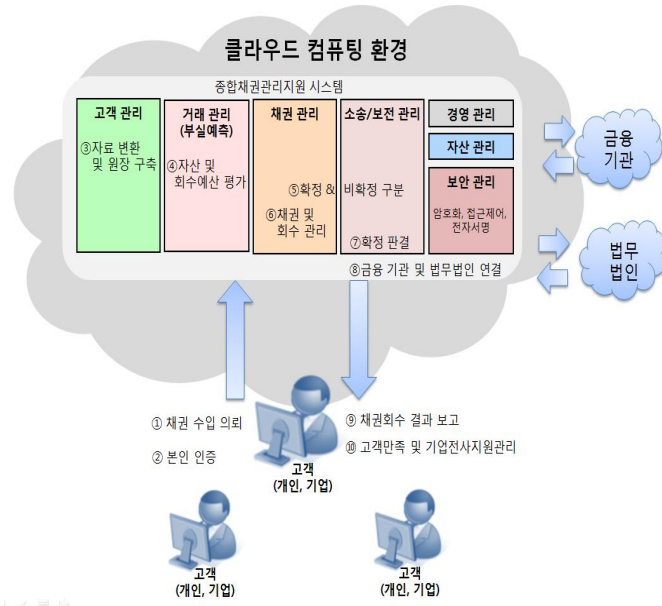 클라우드 컴퓨팅 환경
종합채권관리지원 시스템
고객 관리
③자료 변환
및 원장 구축
거래 관리
(부실예측)
④자산 및
회수예산 평가
채권 관리
소송/보전 관리
⑤확정 & 비확정 구분
⑥채권 및
회수 관리
⑦확정 판결
경영 관리
자산 관리
보안 관리
암호화, 접근제어,
전자서명
⑧금융 기관 및 법무법인 연결
금융
기관
법무
법인
① 채권 수입 의뢰
② 본인 인증
⑨ 채권회수 결과 보고
⑩ 고객만족 및 기업전사지원관리
고객
(개인, 기업)
고객
(개인, 기업)
고객
(개인, 기업)